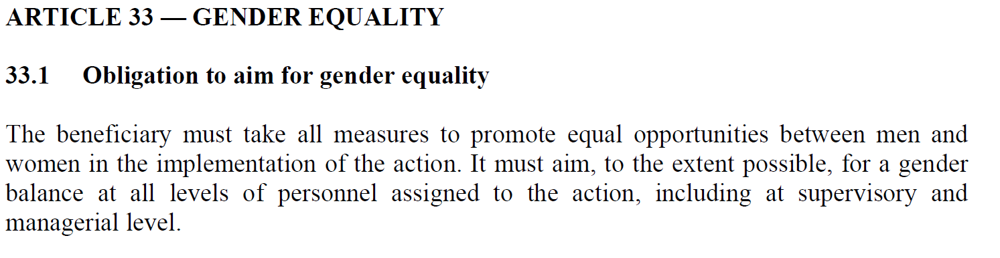 ARTICLE 33 — GENDER EQUALITY
33.1 Obligation to aim for gender equality
The beneficiary must take all measures to promote equal opportunities between men and
women in the implementation of the action. It must aim, to the extent possible, for a gender
balance at all levels of personnel assigned to the action, including at supervisory and
managerial level.